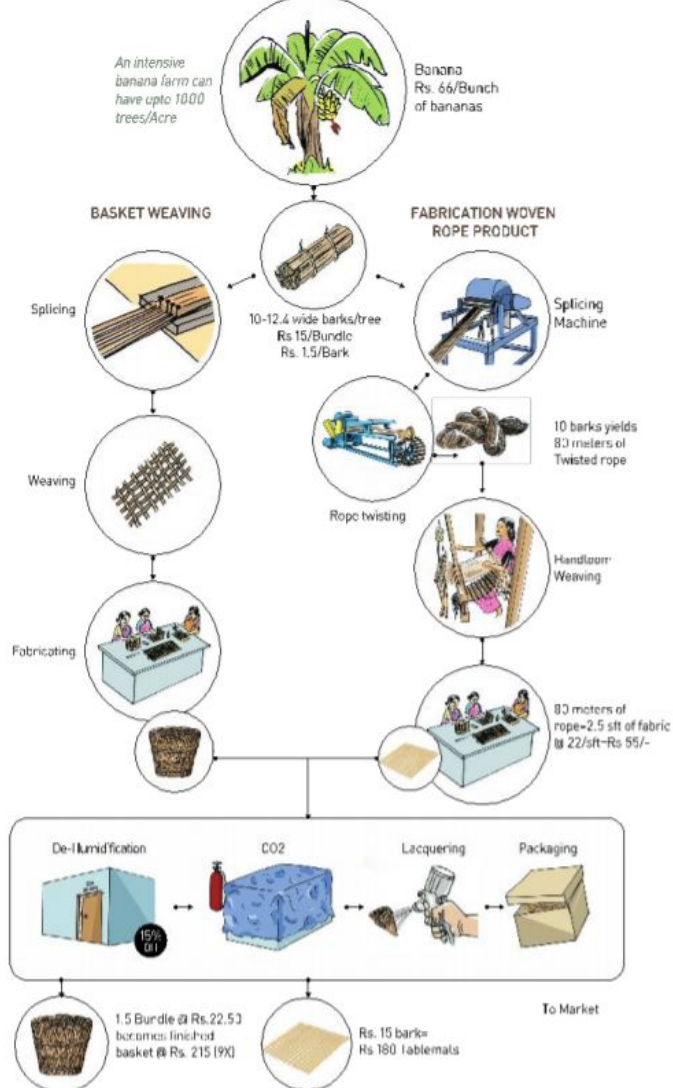 An intensive
banana farm can
have upto 1000
trees/Acre
Banana
Rs. 66/Bunch
of bananas
BASKET WEAVING
FABRICATION WOVEN
ROPE PRODUCT
Splicing
10-12.4 wide barks/tree
Rs 15/Bundle
Rs. 1.5/Bark
Splicing
Machine
10 barks yields
80 meters of
Twisted rope
Weaving
Rope twisting
Handloom
Weaving
Fabricating
80 meters of
rope=2.5 sft of fabric
@ 22/sft=Rs 55/-
De-Humidification
CO2
Lacquering
Packaging
15%
To Market
1.5 Bundle @ Rs.22.50
becomes finished
basket @ Rs. 215 (9X)
Rs. 15 bark=
Rs 180 Tablemats